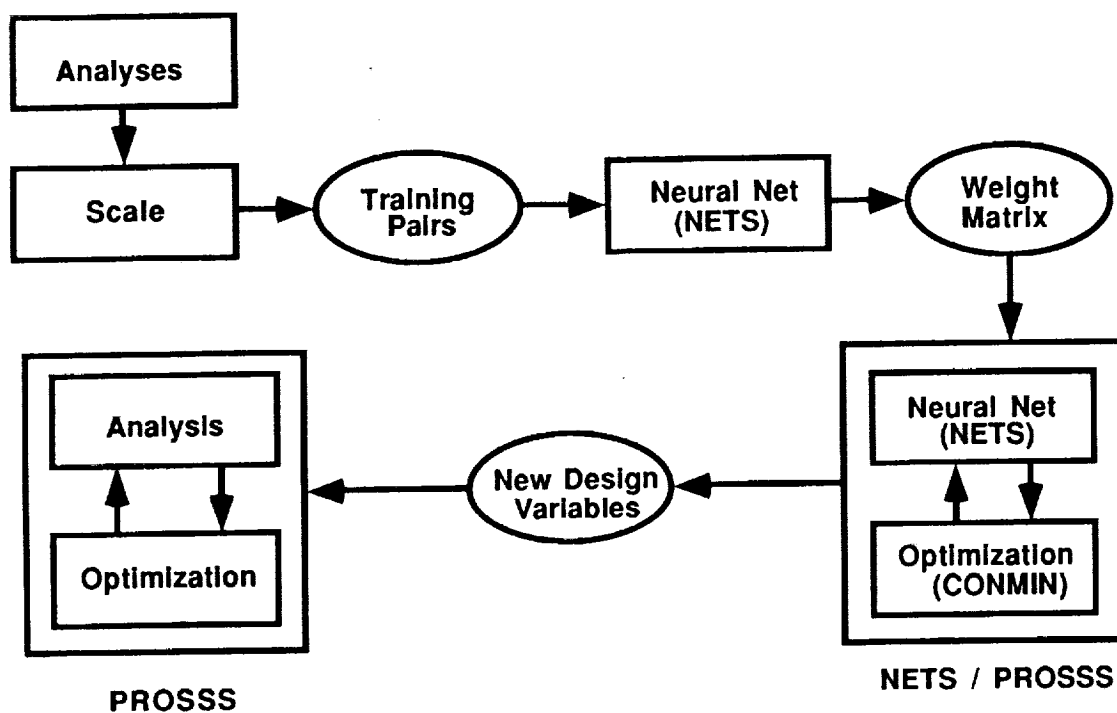 Analyses
Scale
Training
Pairs
Neural Net
(NETS)
Weight
Matrix
Analysis
Optimization
New Design
Variables
Neural Net
(NETS)
Optimization
(CONMIN)
PROSSS
NETS / PROSSS